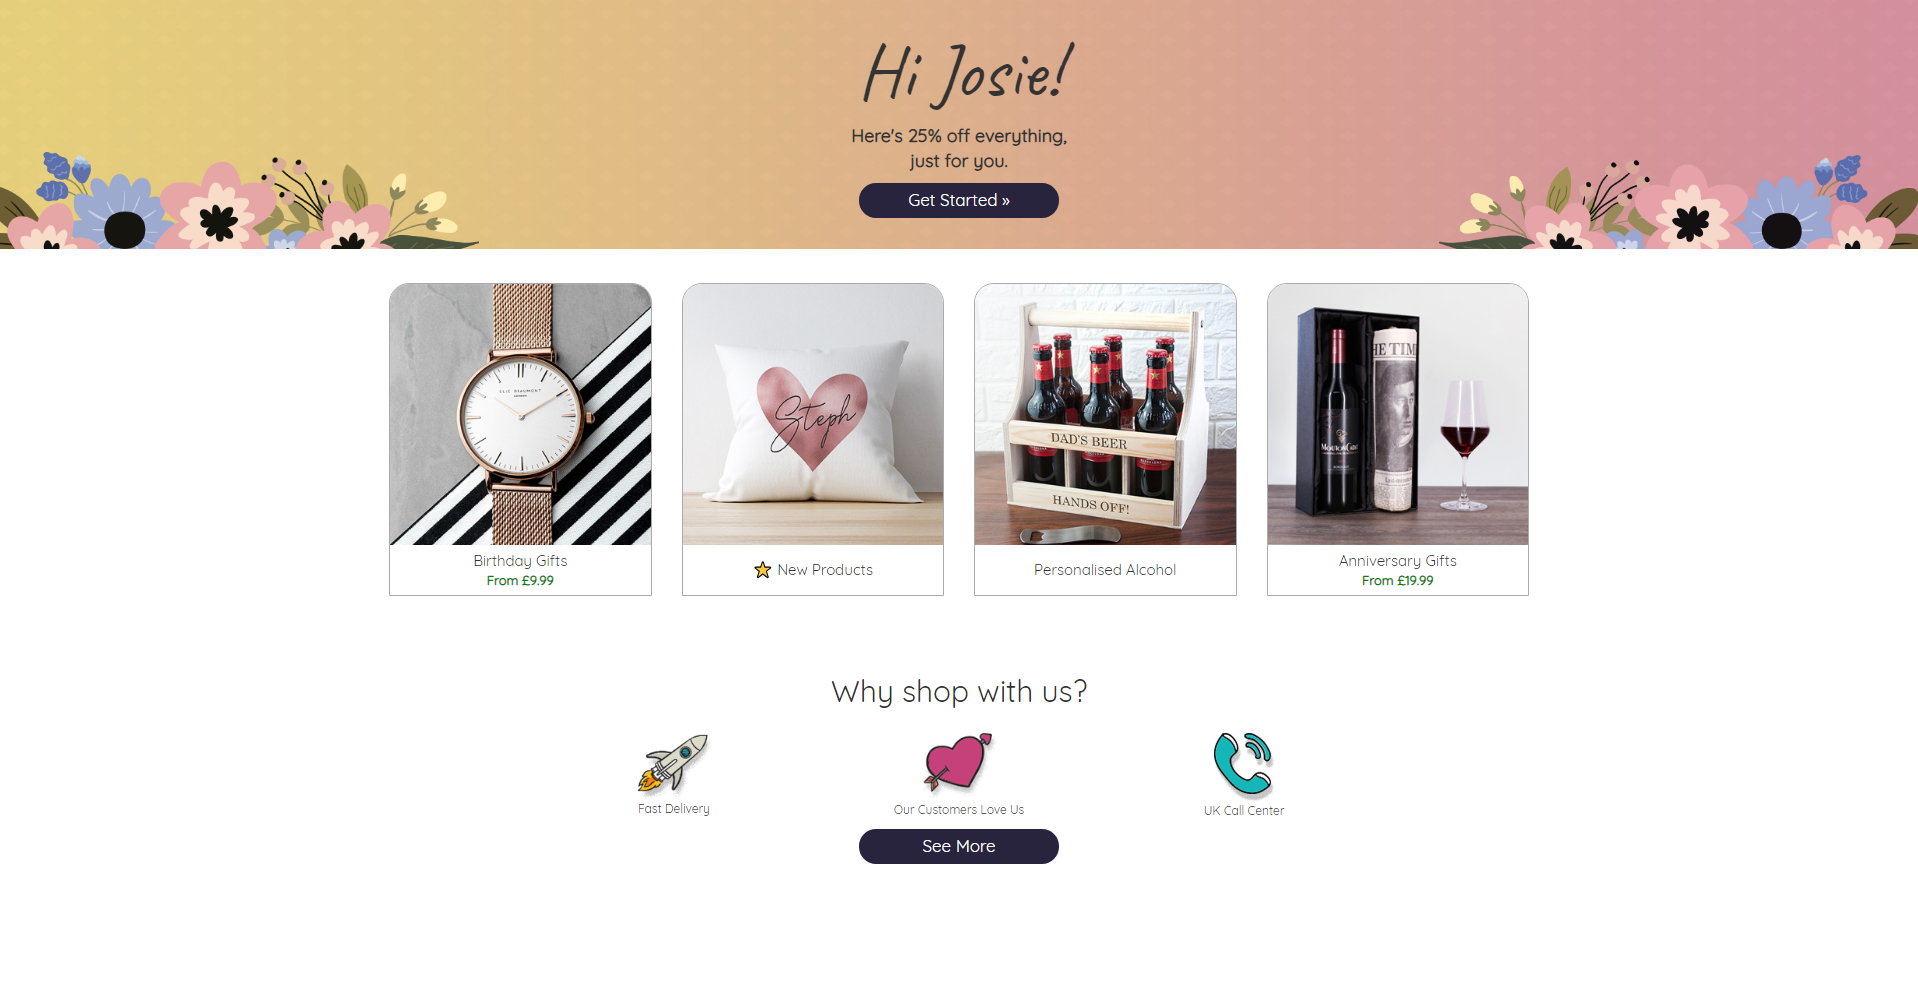 Hi Josie!
Here's 25% off everything,
just for you.
Get Started »
ELIE BEAUMONT
LONDON
Steph
DAD'S BEER
HANDS OFF!
HE TIM
Birthday Gifts
From £9.99
New Products
Personalised Alcohol
Anniversary Gifts
From £19.99
Why shop with us?
Fast Delivery
Our Customers Love Us
UK Call Center
See More